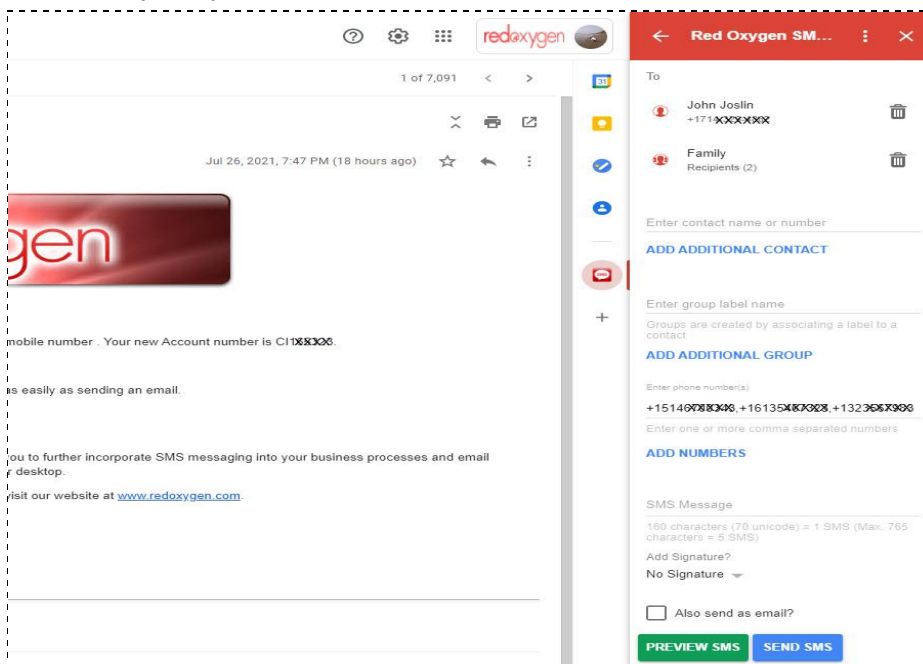 redoxygen
Red Oxygen SM...
1 of 7,091
31
To
John Joslin
+1714
Jul 26, 2021, 7:47 PM (18 hours ago)
Family
Recipients (2)
gen
Enter contact name or number
ADD ADDITIONAL CONTACT
SMS
Enter group label name
Groups are created by associating a label to a
contact
mobile number . Your new Account number is CI
ADD ADDITIONAL GROUP
as easily as sending an email.
Enter phone number(s)
Enter one or more comma separated numbers
ou to further incorporate SMS messaging into your business processes and email
r desktop.
ADD NUMBERS
visit our website at www.redoxygen.com.
SMS Message
160 characters (70 unicode) = 1 SMS (Max. 765
characters = 5 SMS)
Add Signature?
No Signature
Also send as email?
PREVIEW SMS
SEND SMS